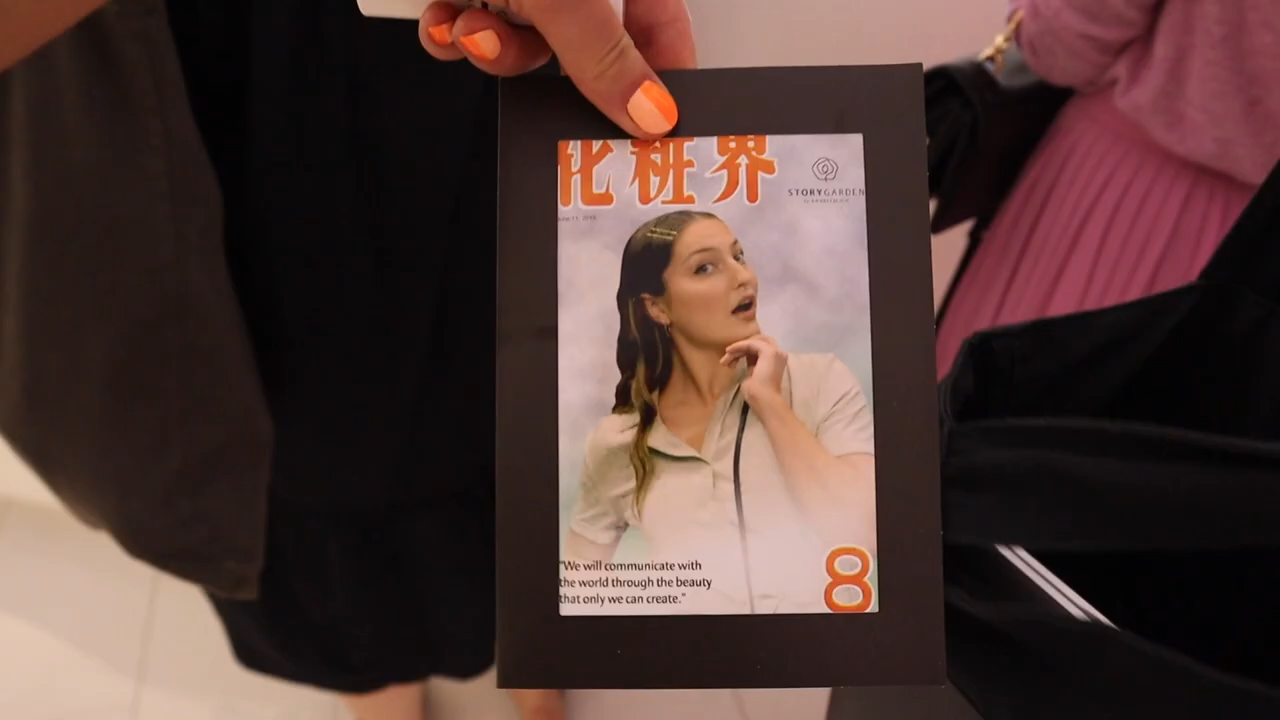 化粧界
STORYGARDEN
"We will communicate with
the world through the beauty
that only we can create."
8